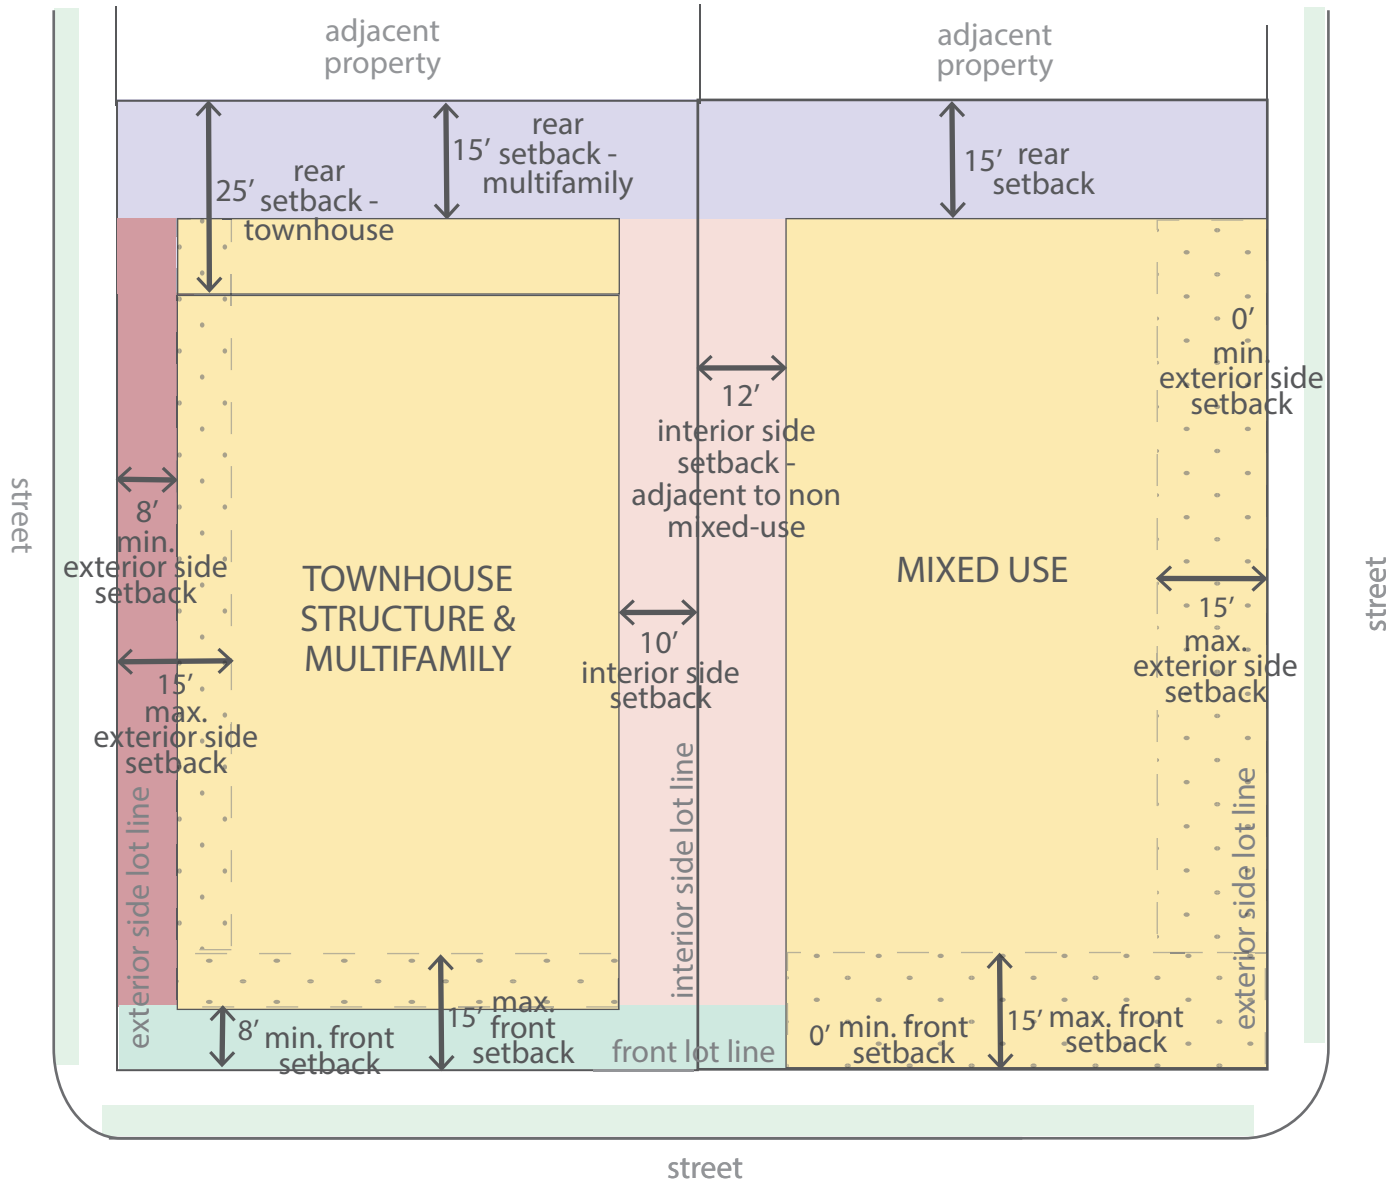 adjacent
property
adjacent
property
25’
rear
setback -
townhouse
15’
rear
setback -
multifamily
15’
rear
setback
0’
min.
exterior side
setback
12’
interior side
setback -
adjacent to non
mixed-use
street
8’
min.
exterior side
setback
TOWNHOUSE
STRUCTURE &
MULTIFAMILY
MIXED USE
street
10’
interior side
setback
15’
max.
exterior side
setback
15’
max.
exterior side
setback
exterior side lot line
interior side lot line
exterior side lot line
8’ min. front
setback
15’ max.
front
setback
front lot line
0’ min. front
setback
15’ max. front
setback
street